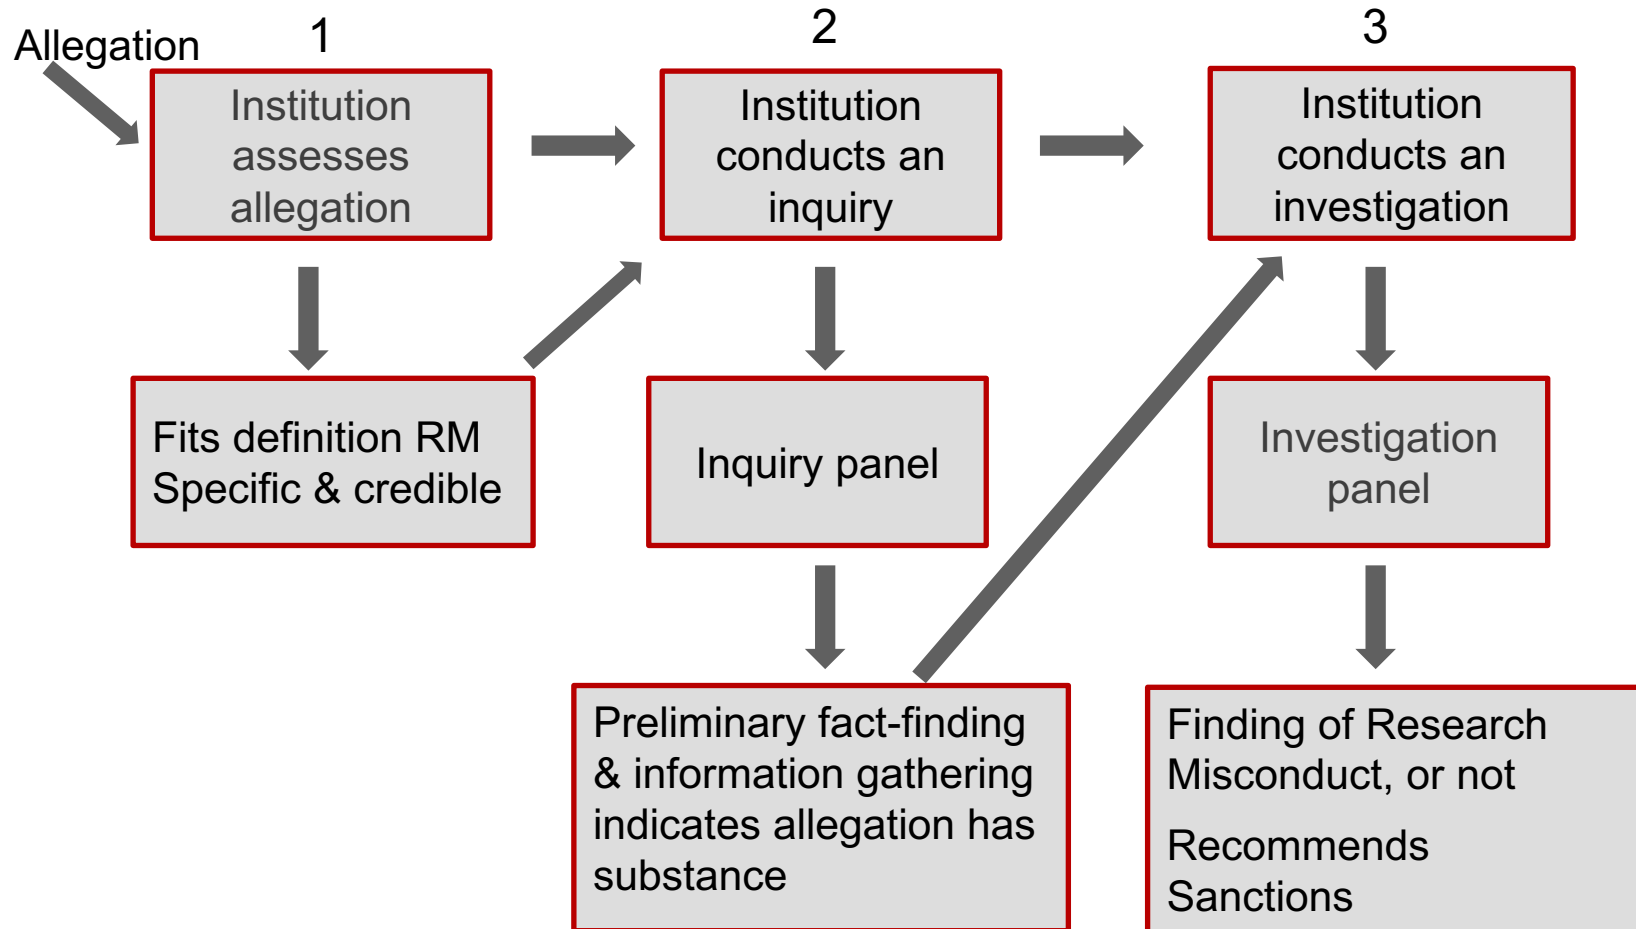 Allegation
1
Institution
assesses
allegation
2
Institution
conducts an
inquiry
3
Institution
conducts an
investigation
Fits definition RM
Specific & credible
Inquiry panel
Investigation
panel
Preliminary fact-finding
& information gathering
indicates allegation has
substance
Finding of Research
Misconduct, or not
Recommends
Sanctions